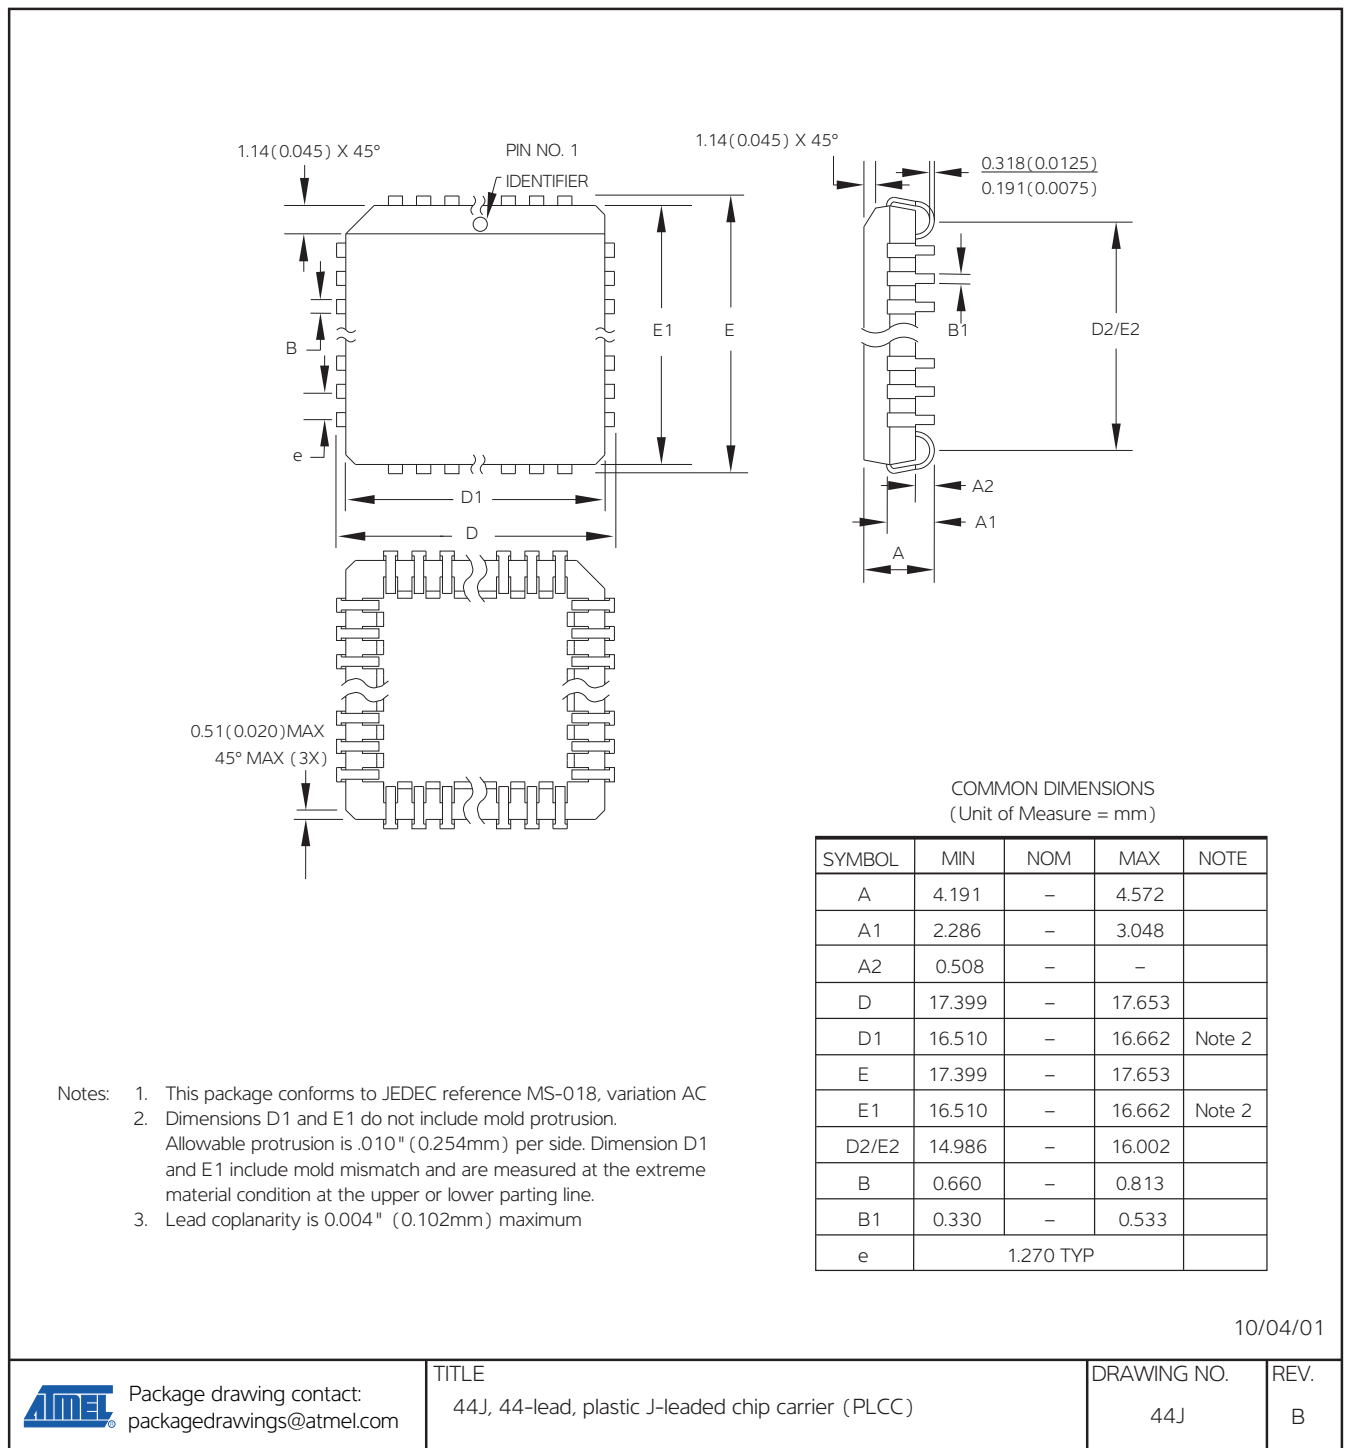 1.14(0.045) X 45°
PIN NO. 1
IDENTIFIER
1.14(0.045) X 45°
0.318(0.0125)
0.191(0.0075)
B
e
E1
E
B1
D2/E2
D1
D
A2
A1
A
0.51(0.020)MAX
45° MAX (3X)
COMMON DIMENSIONS
(Unit of Measure = mm)
SYMBOL MIN NOM MAX NOTE
A 4.191 – 4.572
A1 2.286 – 3.048
A2 0.508 – –
D 17.399 – 17.653
D1 16.510 – 16.662 Note 2
E 17.399 – 17.653
E1 16.510 – 16.662 Note 2
D2/E2 14.986 – 16.002
B 0.660 – 0.813
B1 0.330 – 0.533
e 1.270 TYP
Notes: 1. This package conforms to JEDEC reference MS-018, variation AC
2. Dimensions D1 and E1 do not include mold protrusion.
Allowable protrusion is .010"(0.254mm) per side. Dimension D1
and E1 include mold mismatch and are measured at the extreme
material condition at the upper or lower parting line.
3. Lead coplanarity is 0.004" (0.102mm) maximum
10/04/01
ATMEL ®
Package drawing contact:
packagedrawings@atmel.com
TITLE
44J, 44-lead, plastic J-leaded chip carrier (PLCC)
DRAWING NO.
44J
REV.
B